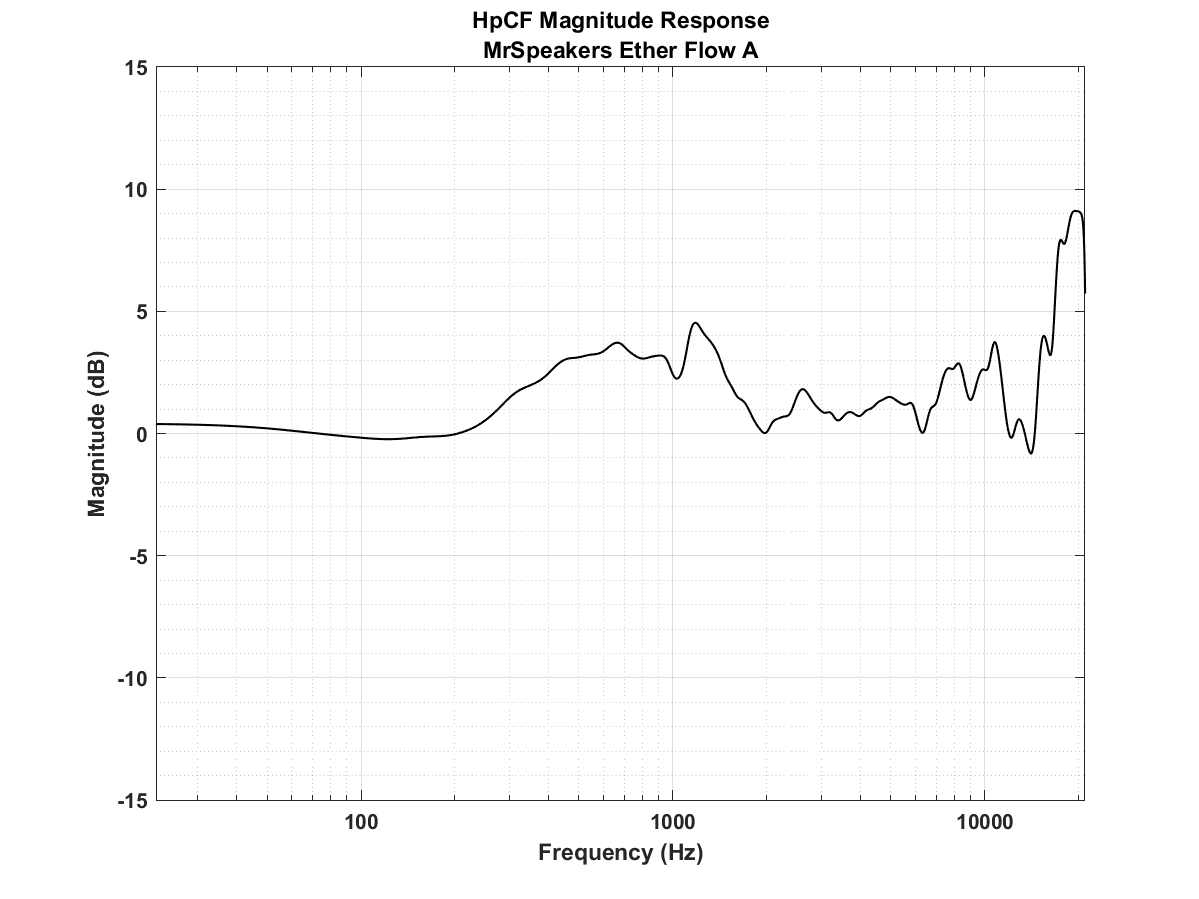 HpCF Magnitude Response
MrSpeakers Ether Flow A
15
10
5
0
-5
-10
-15
Magnitude (dB)
100
1000
10000
Frequency (Hz)